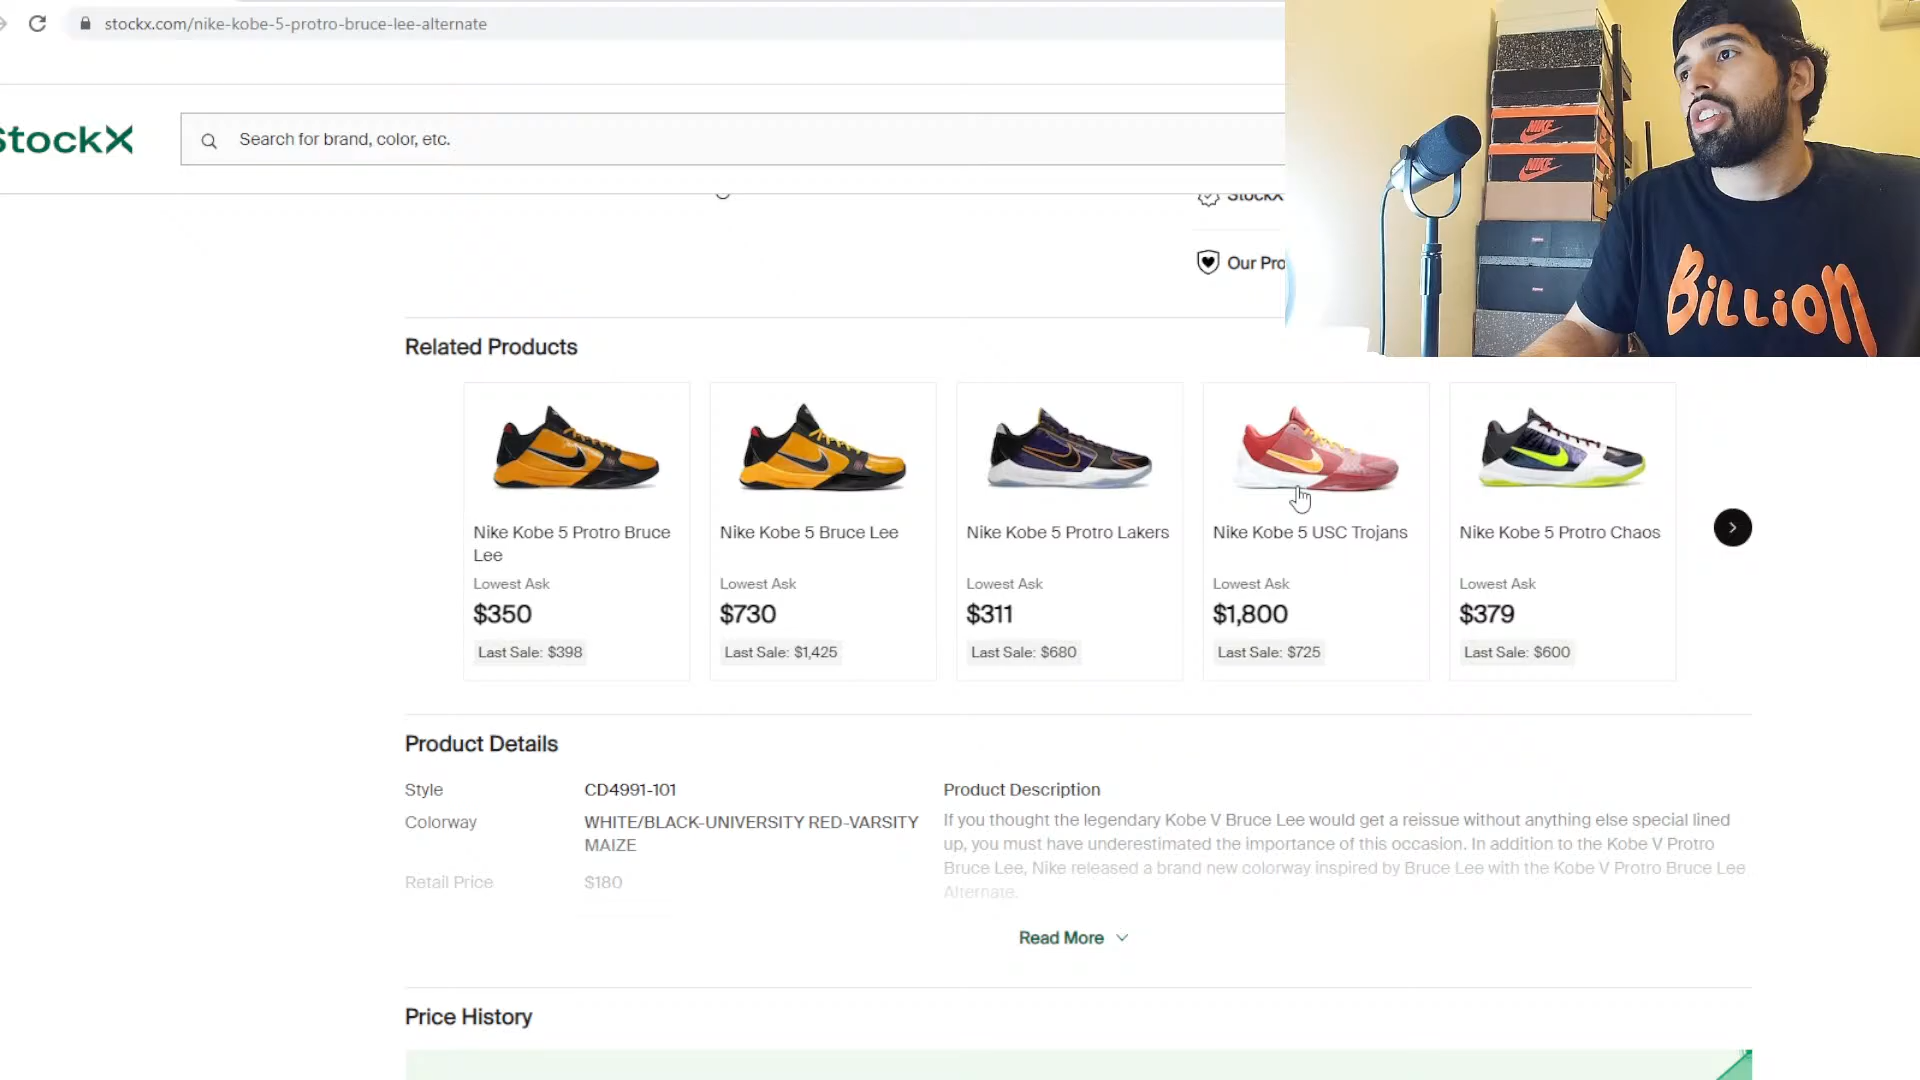 stockx.com/nike-kobe-5-protro-bruce-lee-alternate
StockX
Search for brand, color, etc.
StockX
Our Pro
NIKE
NIKE
Billion
Related Products
Nike Kobe 5 Protro Bruce
Lee
Lowest Ask
$350
Last Sale: $398
Nike Kobe 5 Bruce Lee
Lowest Ask
$730
Last Sale: $1,425
Nike Kobe 5 Protro Lakers
Lowest Ask
$311
Last Sale: $680
Nike Kobe 5 USC Trojans
Lowest Ask
$1,800
Last Sale: $725
Nike Kobe 5 Protro Chaos
Lowest Ask
$379
Last Sale: $600
Product Details
Style CD4991-101
Colorway WHITE/BLACK-UNIVERSITY RED-VARSITY
MAIZE
Retail Price $180
Product Description
If you thought the legendary Kobe V Bruce Lee would get a reissue without anything else special lined
up, you must have underestimated the importance of this occasion. In addition to the Kobe V Protro
Bruce Lee, Nike released a brand new colorway inspired by Bruce Lee with the Kobe V Protro Bruce Lee
Alternate.
Read More
Price History